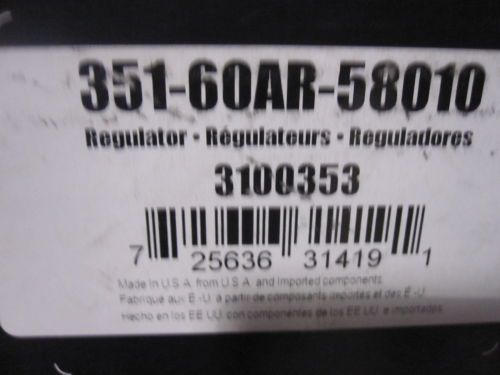 351-60AR-58010
Regulator • Régulateurs • Reguladores
3100353
7 25636 31419 1
Made in U.S.A. from U.S.A. and imported components.
Fabriqué aux É.-U. à partir de composants importés et des É.-U.
Hecho en los EE.UU. con componentes de los EE.UU. e importados.